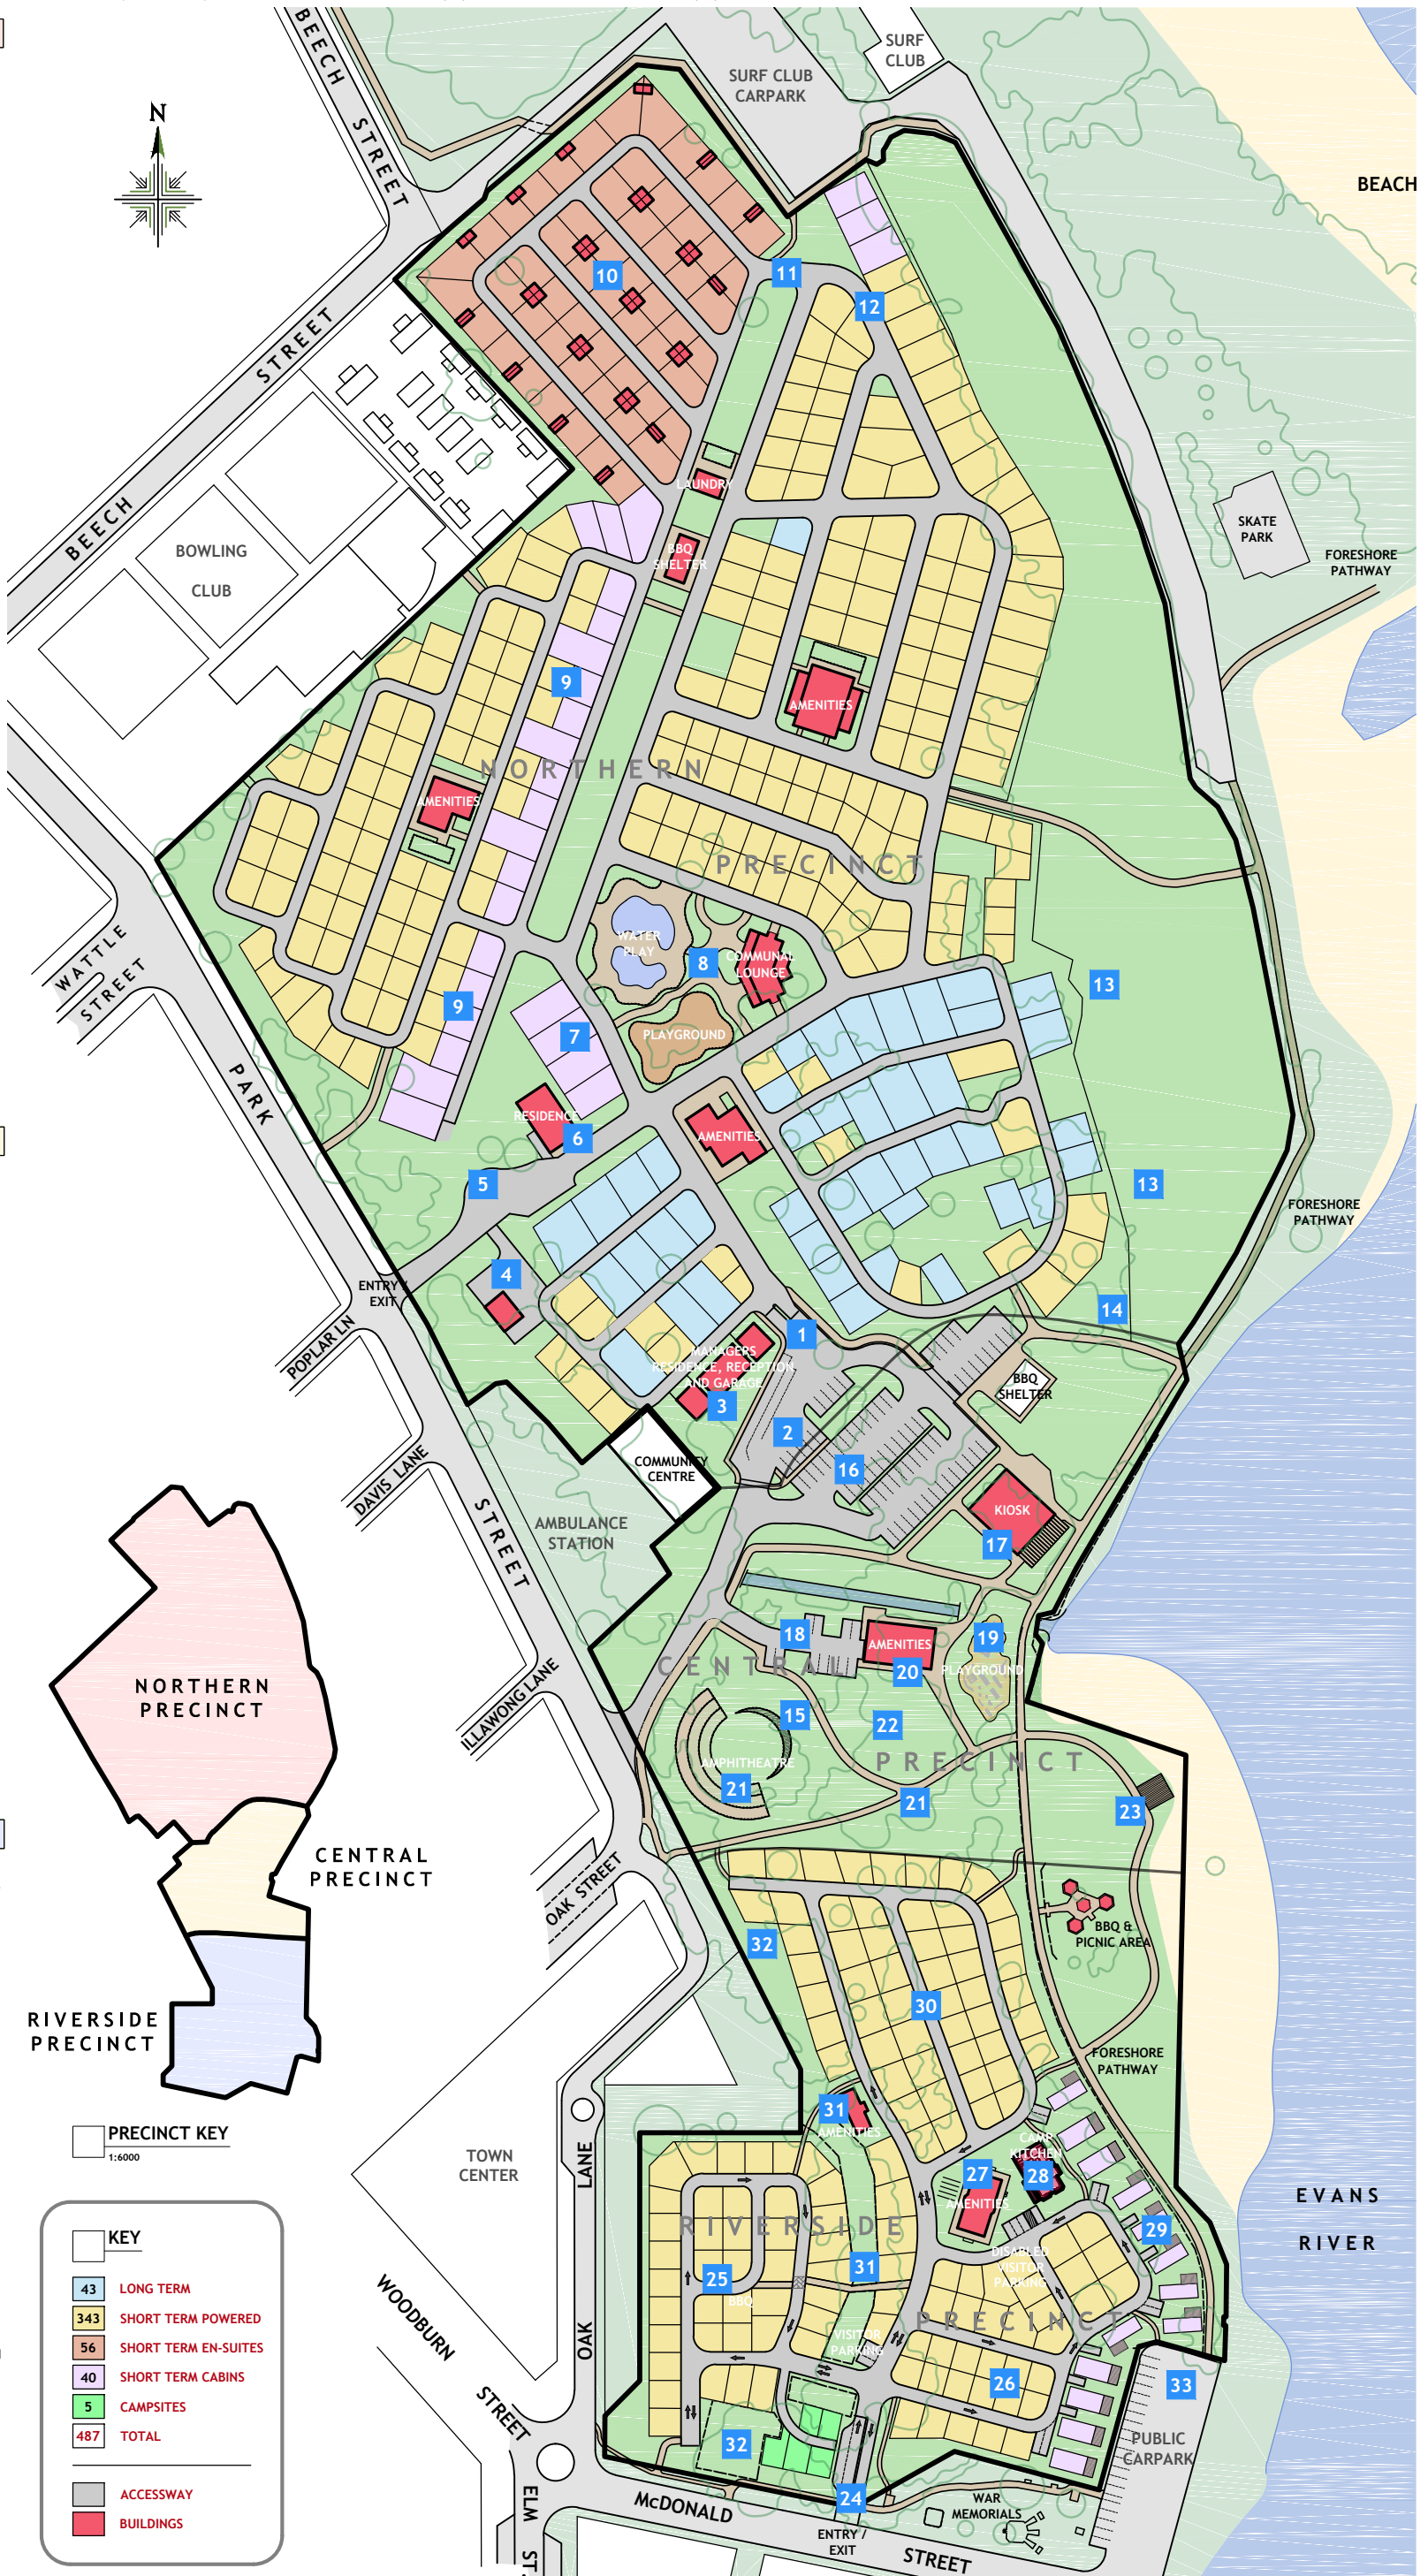 BEECH STREET
SURF CLUB
CARPARK
SURF
CLUB
N
BEACH
10
11
12
BEECH STREET
LAUNDRY
BBQ
SHELTER
BOWLING
CLUB
SKATE
PARK
FORESHORE
PATHWAY
9
AMENITIES
NORTHERN
AMENITIES
PRECINCT
WATER
PLAY
8
COMMUNAL
LOUNGE
13
WATTLE
STREET
9
7
PLAYGROUND
PARK STREET
RESIDENCE
6
AMENITIES
5
13
FORESHORE
PATHWAY
4
ENTRY /
EXIT
14
POPLAR LN
1
MANAGERS
RESIDENCE, RECEPTION
AND GARAGE
3
BBQ
SHELTER
2
COMMUNITY
CENTRE
16
DAVIS LANE
KIOSK
17
AMBULANCE
STATION
18
AMENITIES
19
20
PLAYGROUND
CENTRAL
NORTHERN
PRECINCT
ILLAWONG LANE
15
22
PRECINCT
AMPHITHEATRE
21
21
23
CENTRAL
PRECINCT
OAK STREET
BBQ &
PICNIC AREA
32
30
RIVERSIDE
PRECINCT
FORESHORE
PATHWAY
31
AMENITIES
PRECINCT KEY
1:6000
TOWN
CENTER
OAK LANE
CAMP
KITCHEN
27
28
AMENITIES
EVANS
RIVER
RIVERSIDE
29
KEY
DISABLED
VISITOR
PARKING
31
25
BBQ
43 LONG TERM
343 SHORT TERM POWERED
56 SHORT TERM EN-SUITES
40 SHORT TERM CABINS
5 CAMPSITES
487 TOTAL
ACCESSWAY
BUILDINGS
WOODBURN STREET
PRECINCT
VISITOR
PARKING
26
33
PUBLIC
CARPARK
32
24
ELM ST
McDONALD STREET
WAR
MEMORIALS
ENTRY /
EXIT